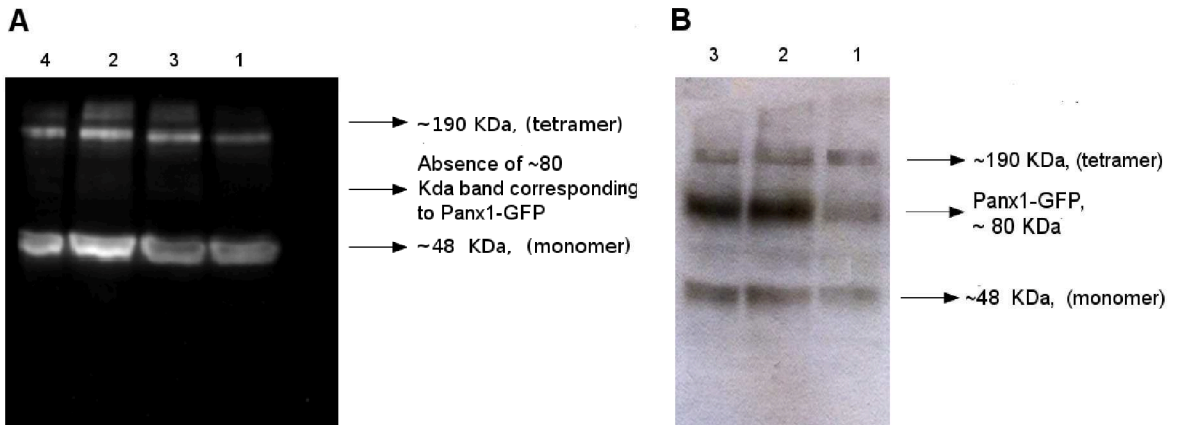 A
4 2 3 1
~190 KDa, (tetramer)
Absence of ~80
Kda band corresponding
to Panx1-GFP
~48 KDa, (monomer)
B
3 2 1
~190 KDa, (tetramer)
Panx1-GFP,
~ 80 KDa
~48 KDa, (monomer)